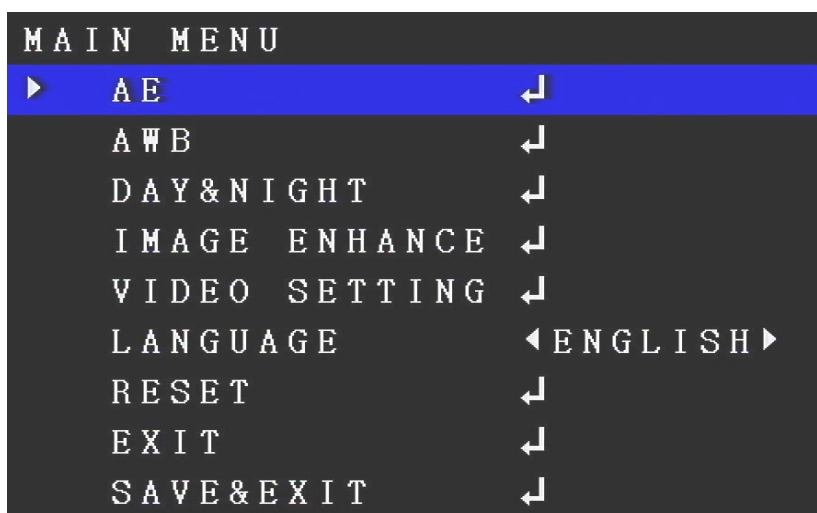 MAIN MENU
AE
AWB
DAY&NIGHT
IMAGE ENHANCE
VIDEO SETTING
LANGUAGE ENGLISH
RESET
EXIT
SAVE&EXIT